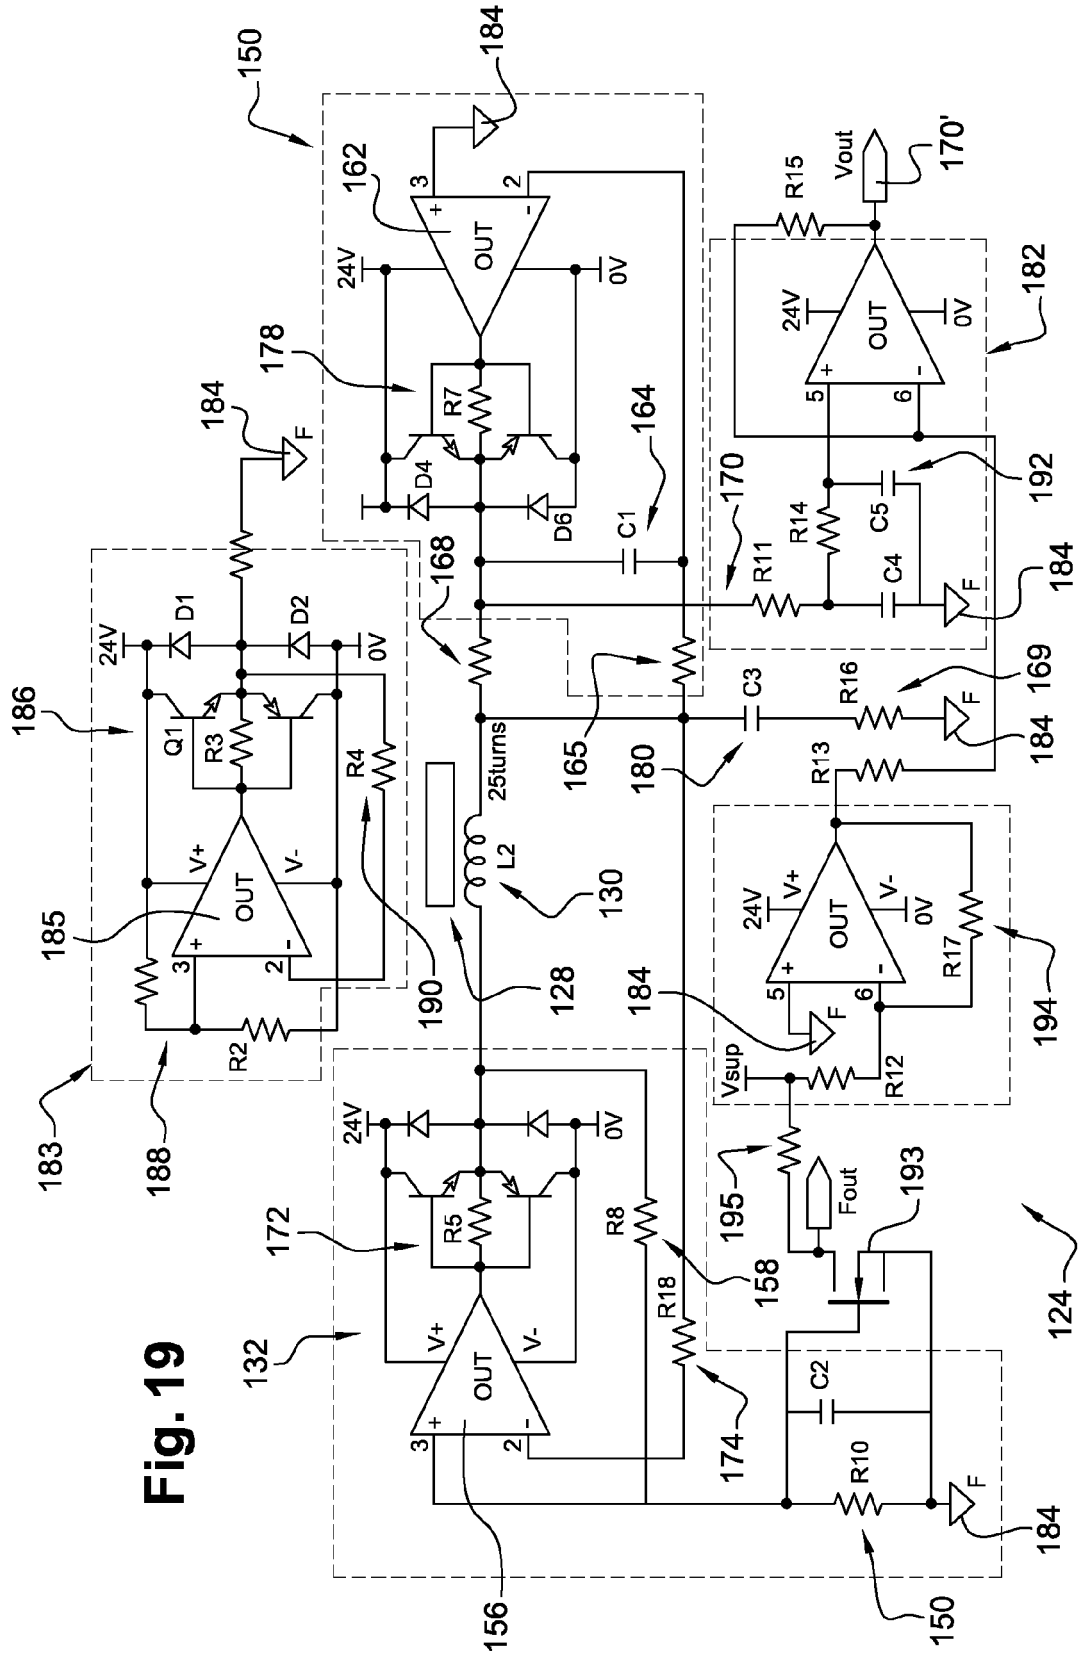 Fig. 19
183
188
186
185
190
184
F
24V
0V
D1
D2
Q1
R3
R4
R2
V+
V-
OUT
3
2
+
-
150
184
162
178
24V
0V
3
2
+
-
OUT
R7
D4
D6
C1
164
168
165
128
130
L2
25turns
132
172
156
24V
0V
V+
V-
OUT
3
2
+
-
R5
R8
158
R18
174
C2
R10
150
184
F
193
195
Fout
Vsup
R12
184
F
5
6
+
-
OUT
V+
V-
24V
0V
R17
194
R13
180
C3
R16
169
184
F
170
R11
R14
C4
C5
192
184
F
5
6
+
-
OUT
24V
0V
182
R15
Vout
170'
124